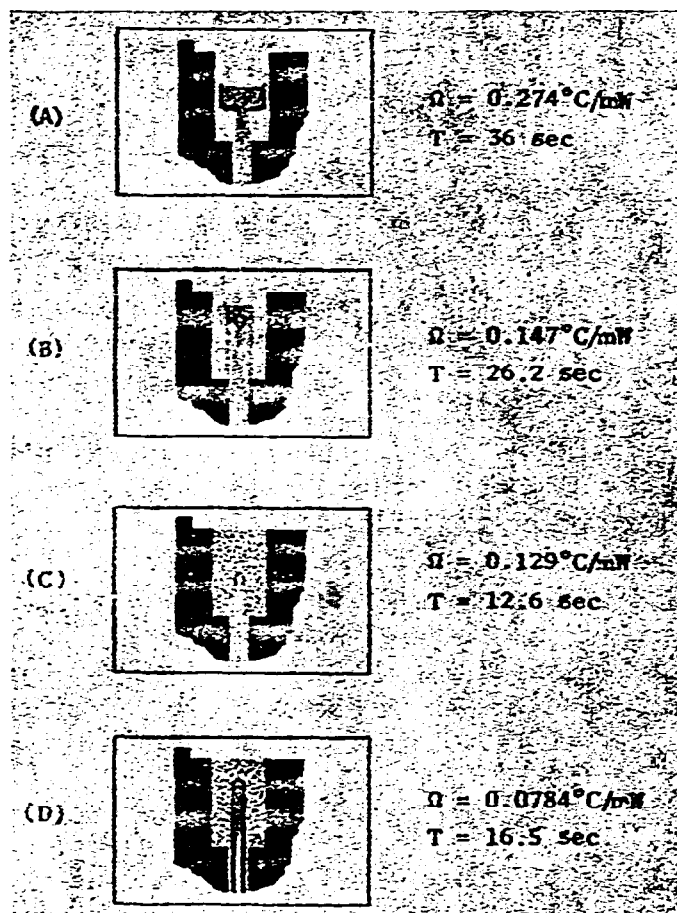 (A)
Ω = 0.274°C/mW
T = 36 sec
(B)
Ω = 0.147°C/mW
T = 26.2 sec
(C)
Ω = 0.129°C/mW
T = 12.6 sec
(D)
Ω = 0.0784°C/mW
T = 16.5 sec